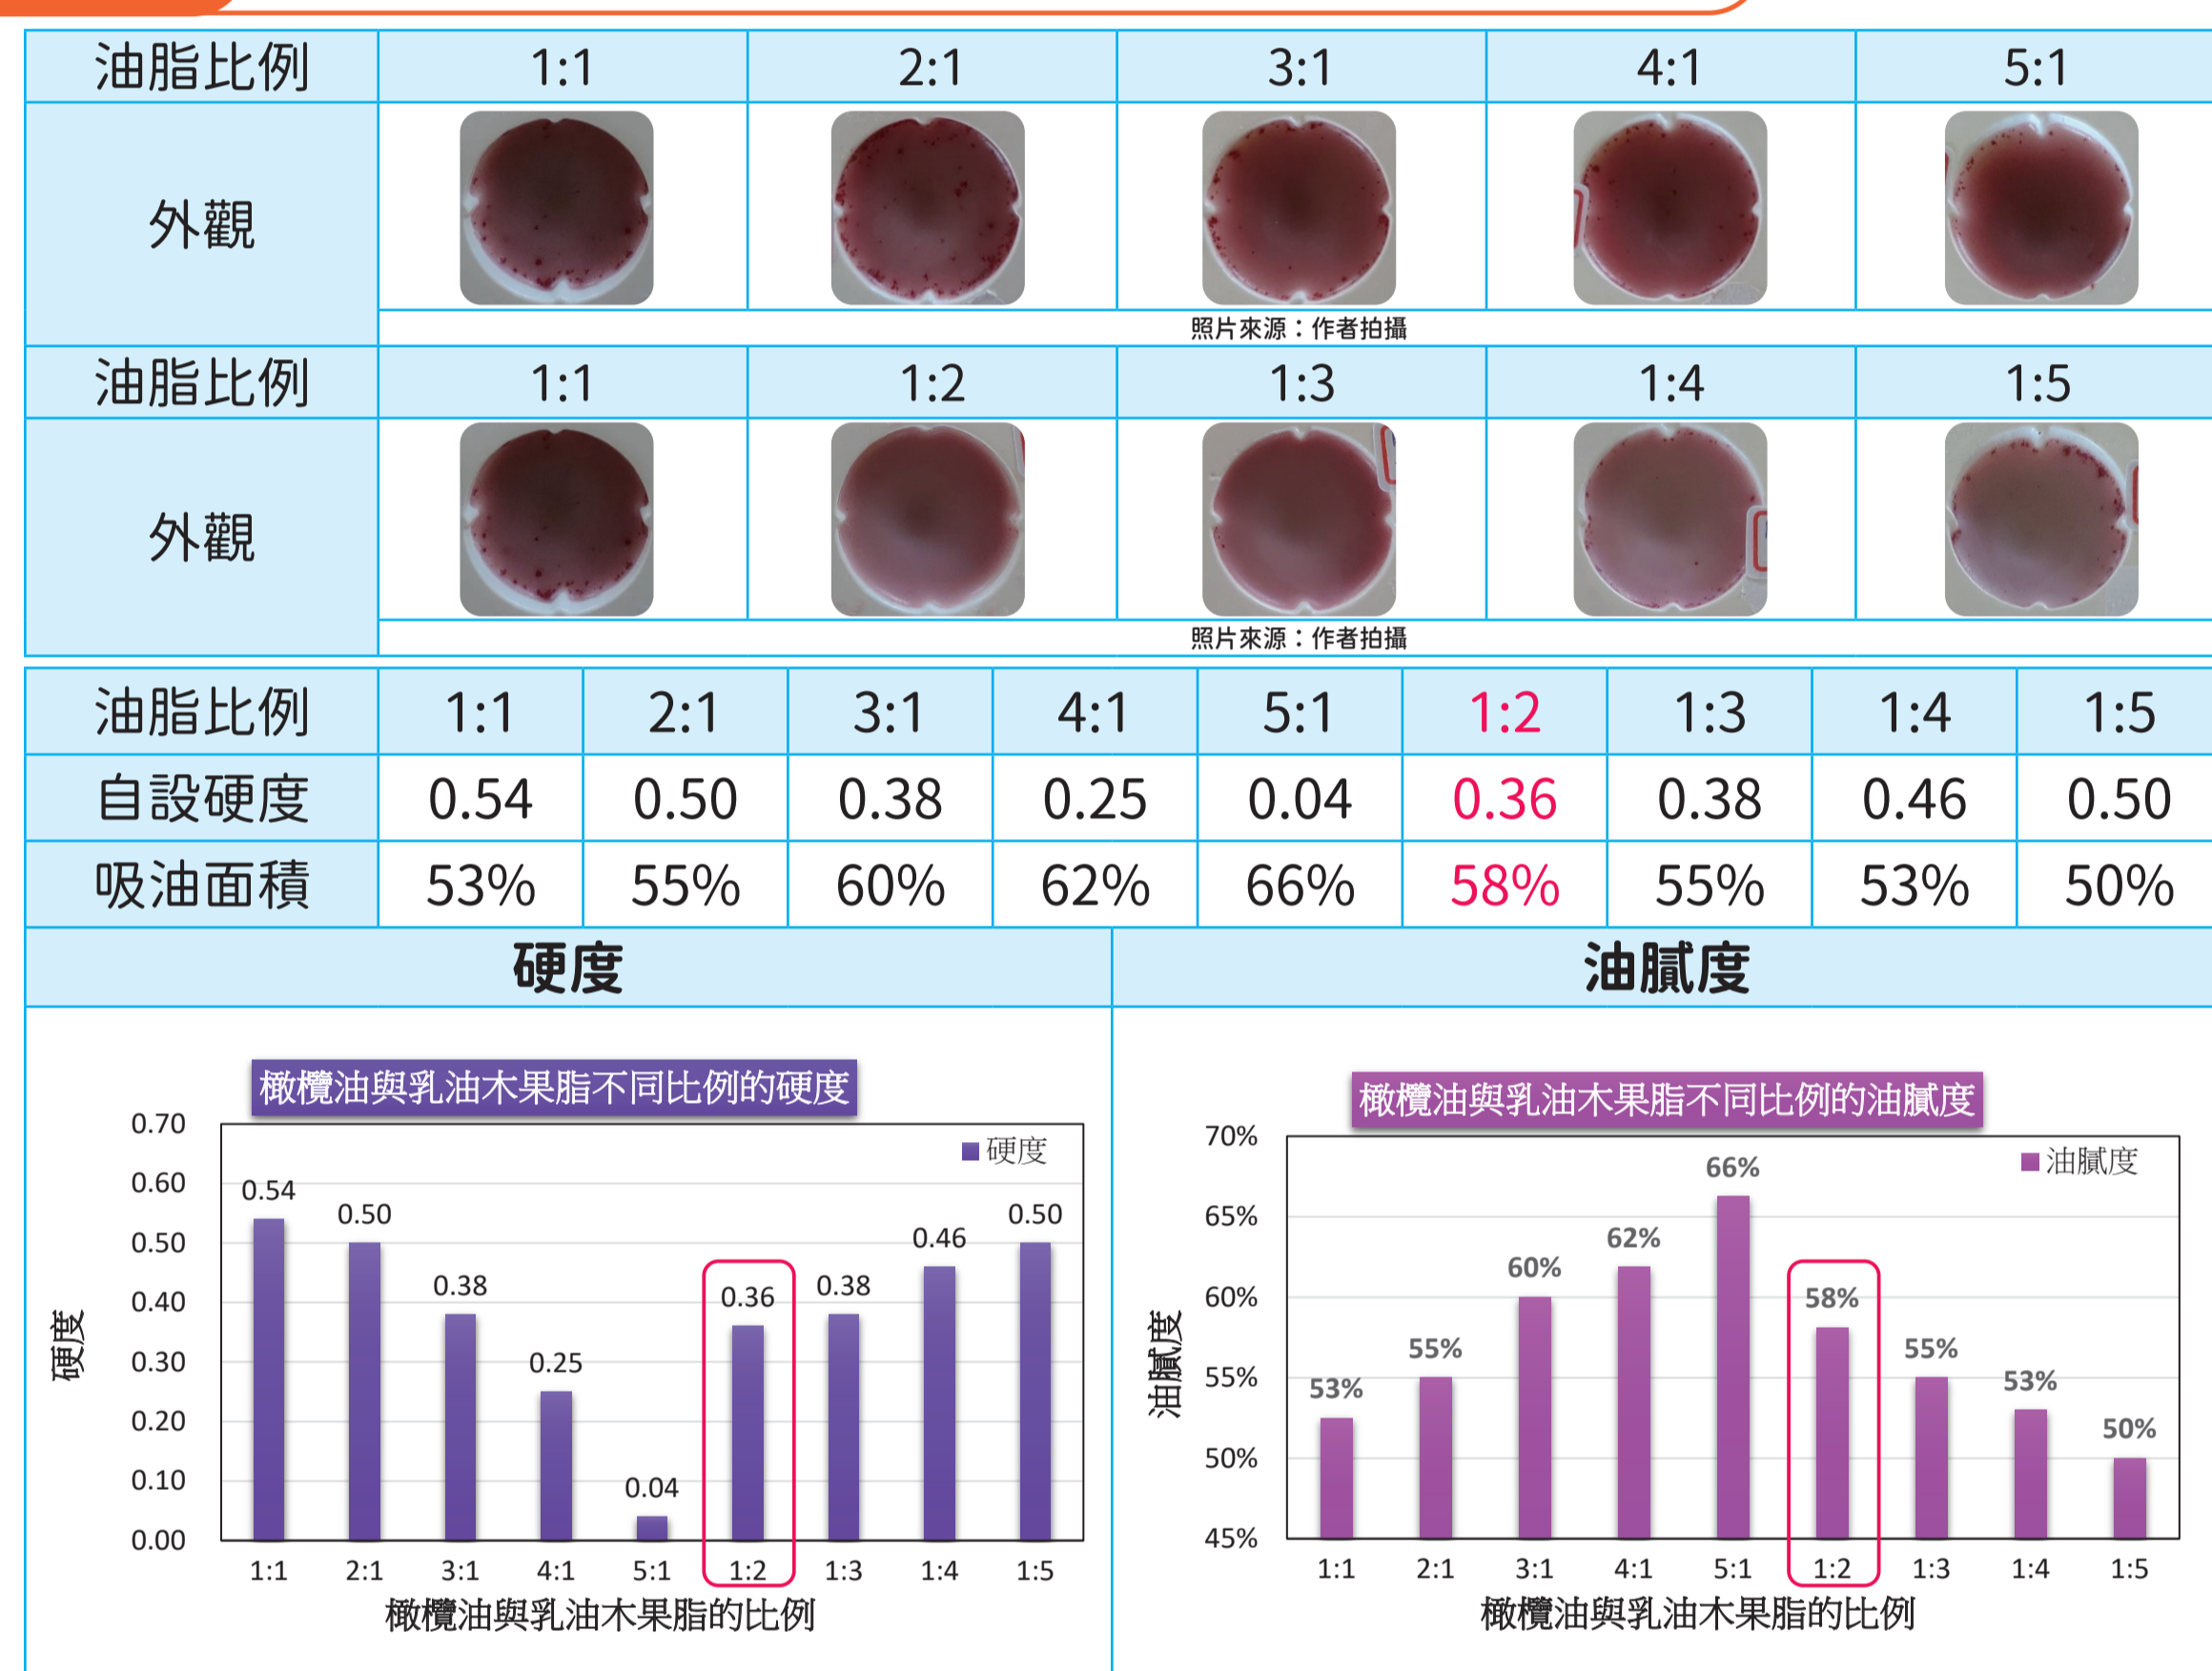 油脂比例 1:1 2:1 3:1 4:1 5:1
外觀
照片來源：作者拍攝
油脂比例 1:1 1:2 1:3 1:4 1:5
外觀
照片來源：作者拍攝
油脂比例 1:1 2:1 3:1 4:1 5:1 1:2 1:3 1:4 1:5
自設硬度 0.54 0.50 0.38 0.25 0.04 0.36 0.38 0.46 0.50
吸油面積 53% 55% 60% 62% 66% 58% 55% 53% 50%
硬度 油膩度
橄欖油與乳油木果脂不同比例的硬度
硬度
0.70
0.60
0.50
0.40
0.30
0.20
0.10
0.00
硬度
0.54 0.50 0.38 0.25 0.04 0.36 0.38 0.46 0.50
1:1 2:1 3:1 4:1 5:1 1:2 1:3 1:4 1:5
橄欖油與乳油木果脂的比例
橄欖油與乳油木果脂不同比例的油膩度
油膩度
70%
65%
60%
55%
50%
45%
油膩度
53% 55% 60% 62% 66% 58% 55% 53% 50%
1:1 2:1 3:1 4:1 5:1 1:2 1:3 1:4 1:5
橄欖油與乳油木果脂的比例